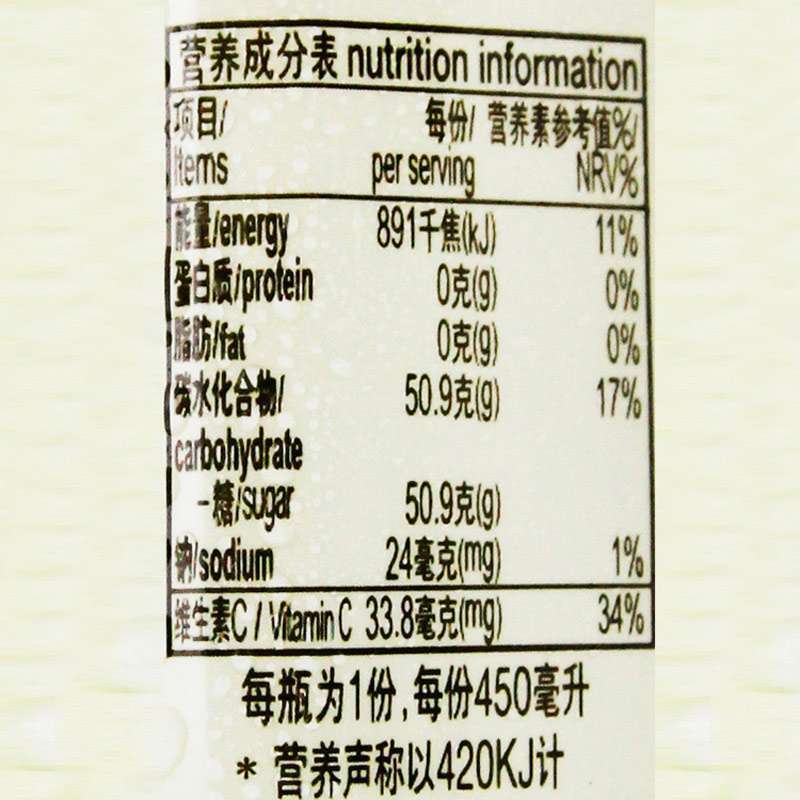 营养成分表 nutrition information
项目/ 每份/ 营养素参考值%/
Items per serving NRV%
能量/energy 891千焦(kJ) 11%
蛋白质/protein 0克(g) 0%
脂肪/fat 0克(g) 0%
碳水化合物/ 50.9克(g) 17%
carbohydrate
-糖/sugar 50.9克(g)
钠/sodium 24毫克(mg) 1%
维生素C / Vitamin C 33.8毫克(mg) 34%
每瓶为1份,每份450毫升
* 营养声称以420KJ计